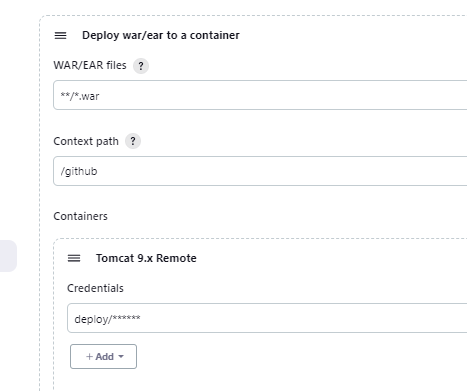 Deploy war/ear to a container
WAR/EAR files ?
**/*.war
Context path ?
/github
Containers
Tomcat 9.x Remote
Credentials
deploy/******
+ Add